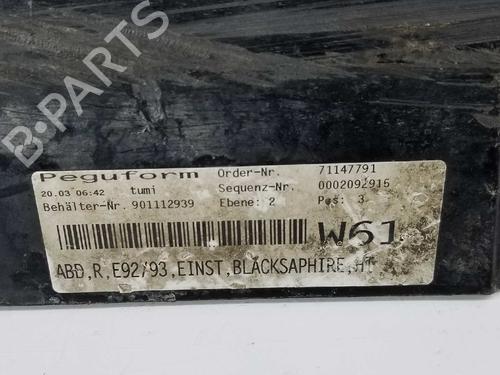 B-PARTS
Peguform Order-Nr. 71147791
20.03 06:42 tumi Sequenz-Nr. 0002092915
Behälter-Nr. 901112939 Ebene: 2 Pos: 3
W61
ABD,R,E92/93,EINST,BLACKSAPHIRE,HT